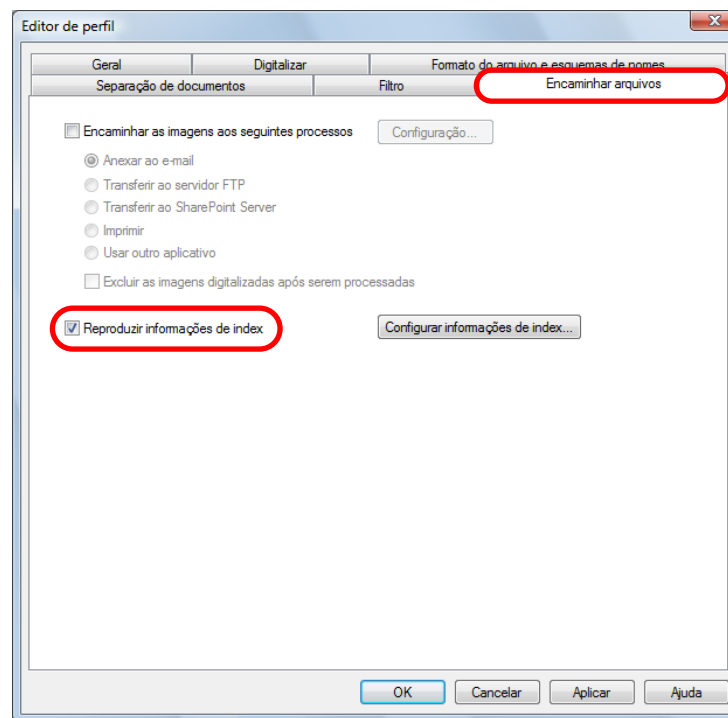 Editor de perfil
Geral Digitalizar Formato do arquivo e esquemas de nomes
Separação de documentos Filtro Encaminhar arquivos
Encaminhar as imagens aos seguintes processos Configuração...
Anexar ao e-mail
Transferir ao servidor FTP
Transferir ao SharePoint Server
Imprimir
Usar outro aplicativo
Excluir as imagens digitalizadas após serem processadas
Reproduzir informações de index Configurar informações de index...
OK Cancelar Aplicar Ajuda